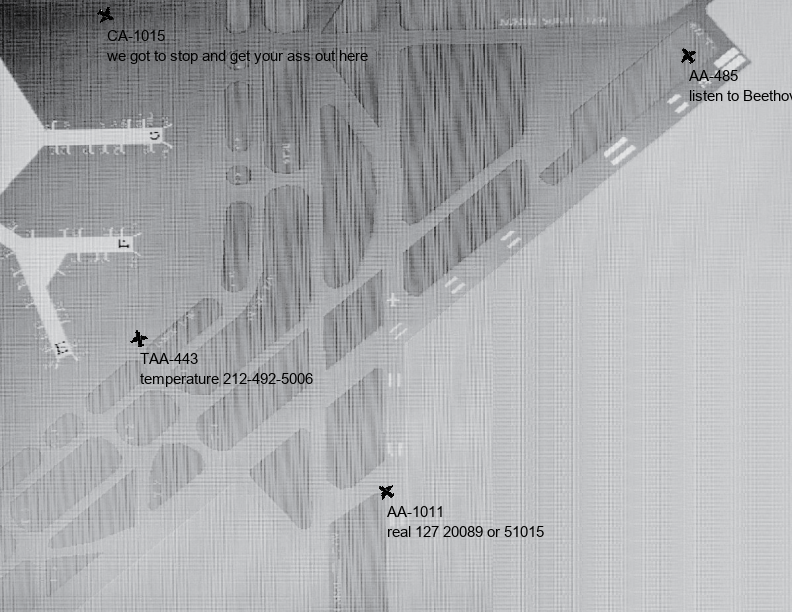 CA-1015
we got to stop and get your ass out here
AA-485
listen to Beethov
TAA-443
temperature 212-492-5006
AA-1011
real 127 20089 or 51015